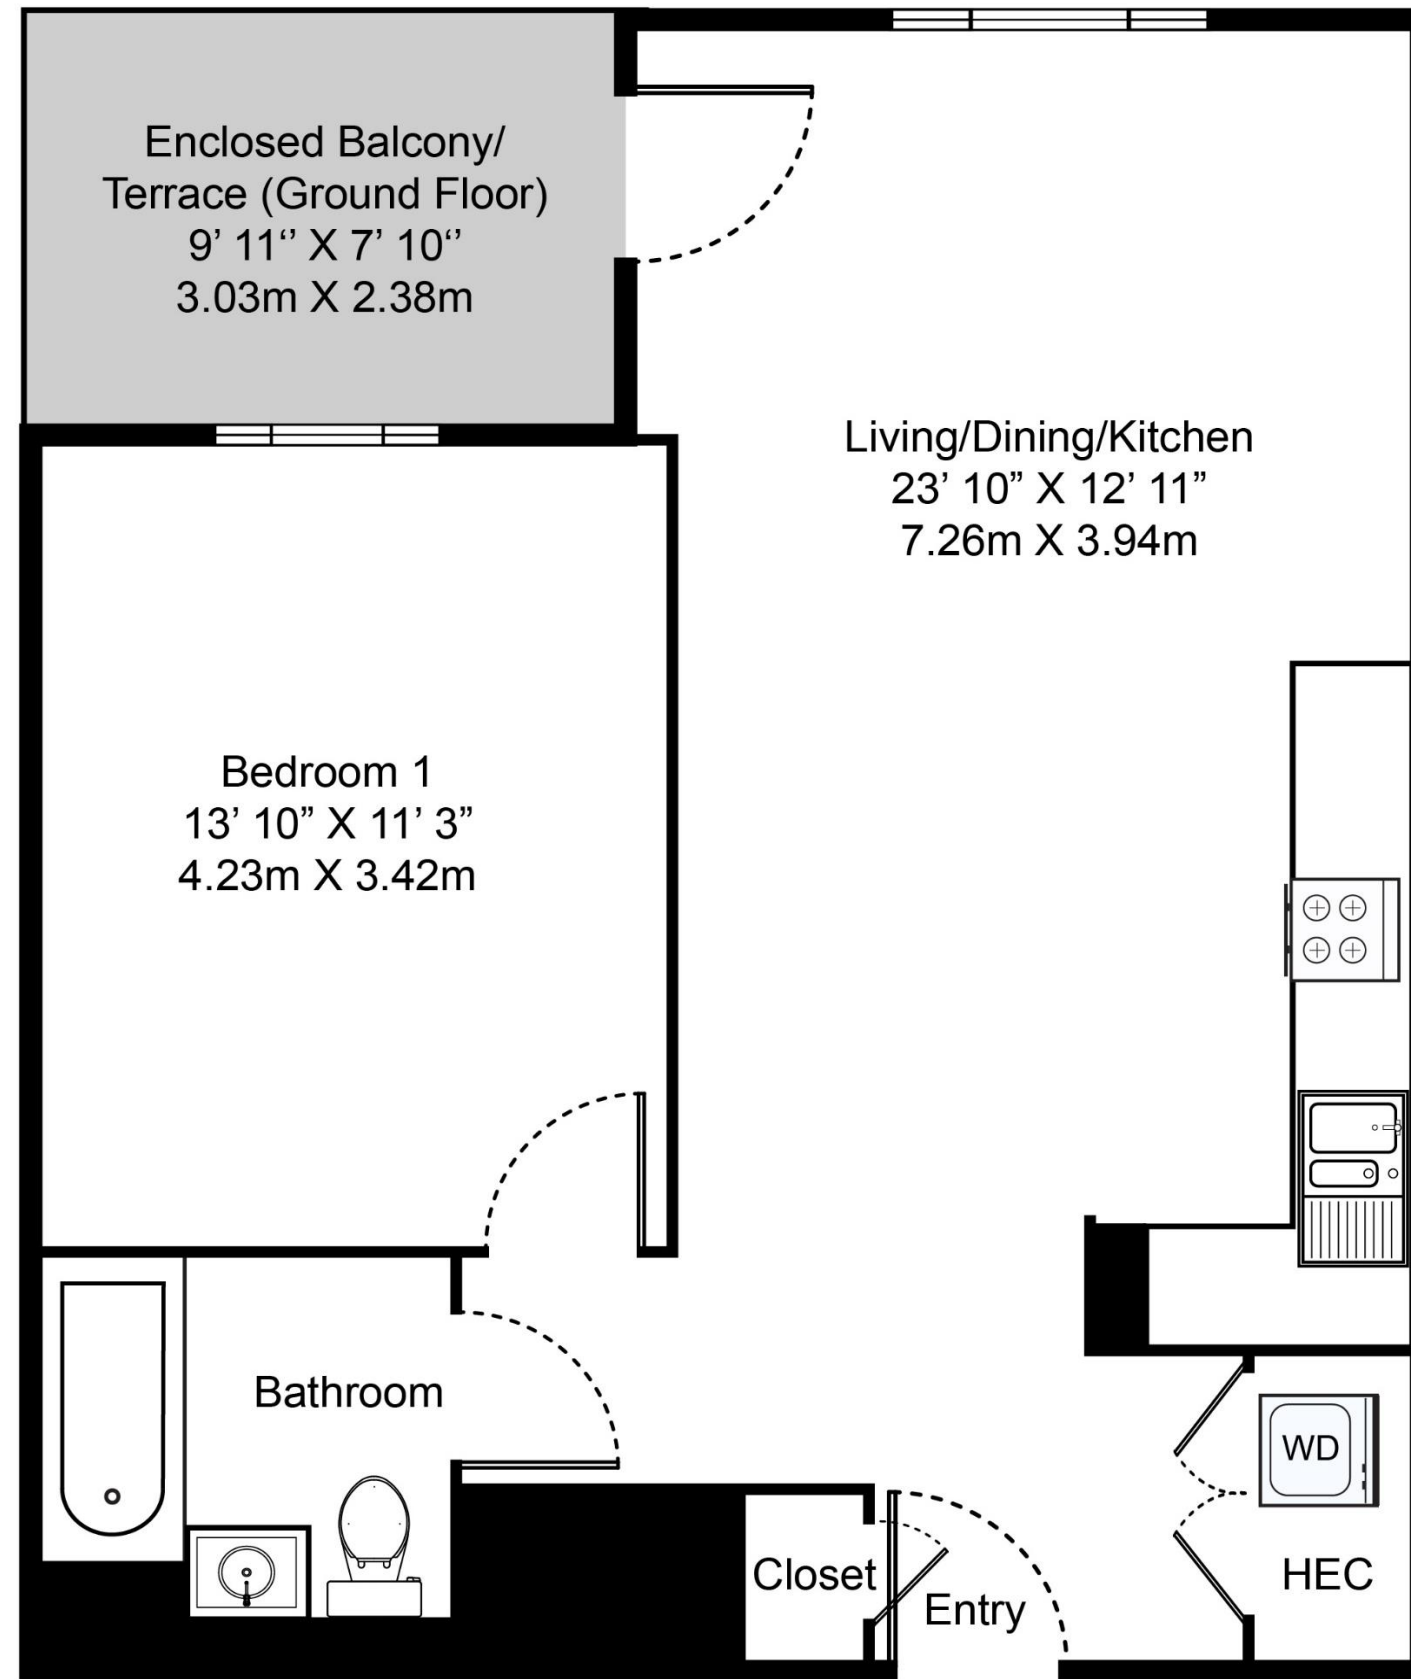 Enclosed Balcony/
Terrace (Ground Floor)
9’ 11‘’ X 7’ 10‘’
3.03m X 2.38m
Living/Dining/Kitchen
23’ 10” X 12’ 11”
7.26m X 3.94m
Bedroom 1
13’ 10” X 11’ 3”
4.23m X 3.42m
Bathroom
WD
Closet
Entry
HEC